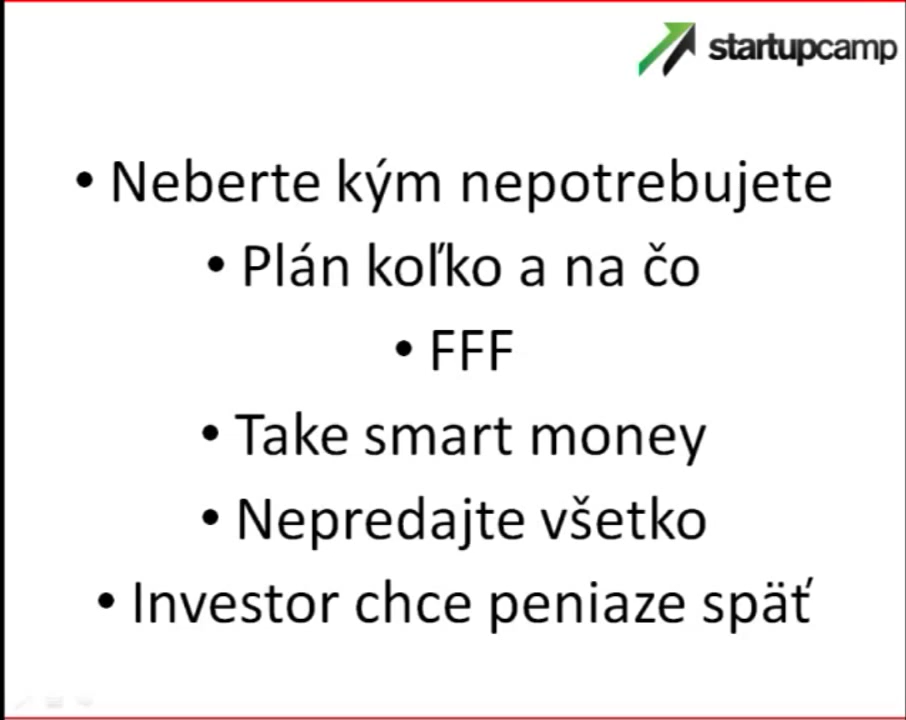 startupcamp
• Neberte kým nepotrebujete
• Plán koľko a na čo
• FFF
• Take smart money
• Nepredajte všetko
• Investor chce peniaze späť